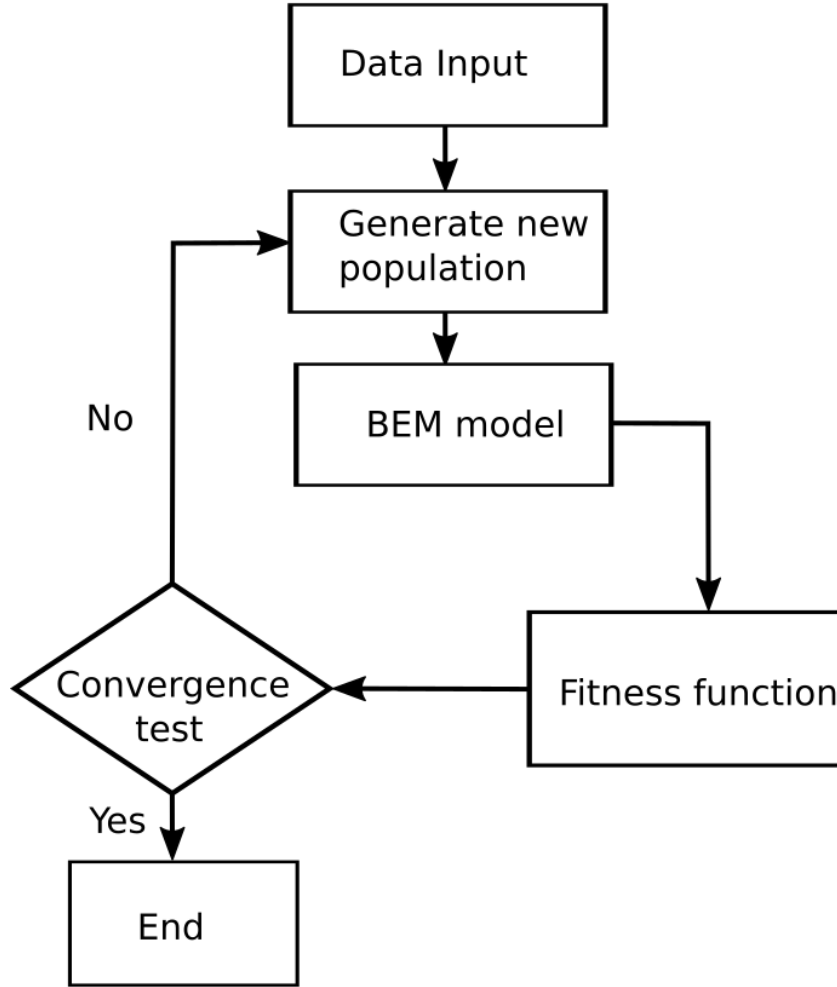 Data Input
Generate new
population
BEM model
No
Fitness function
Convergence
test
Yes
End